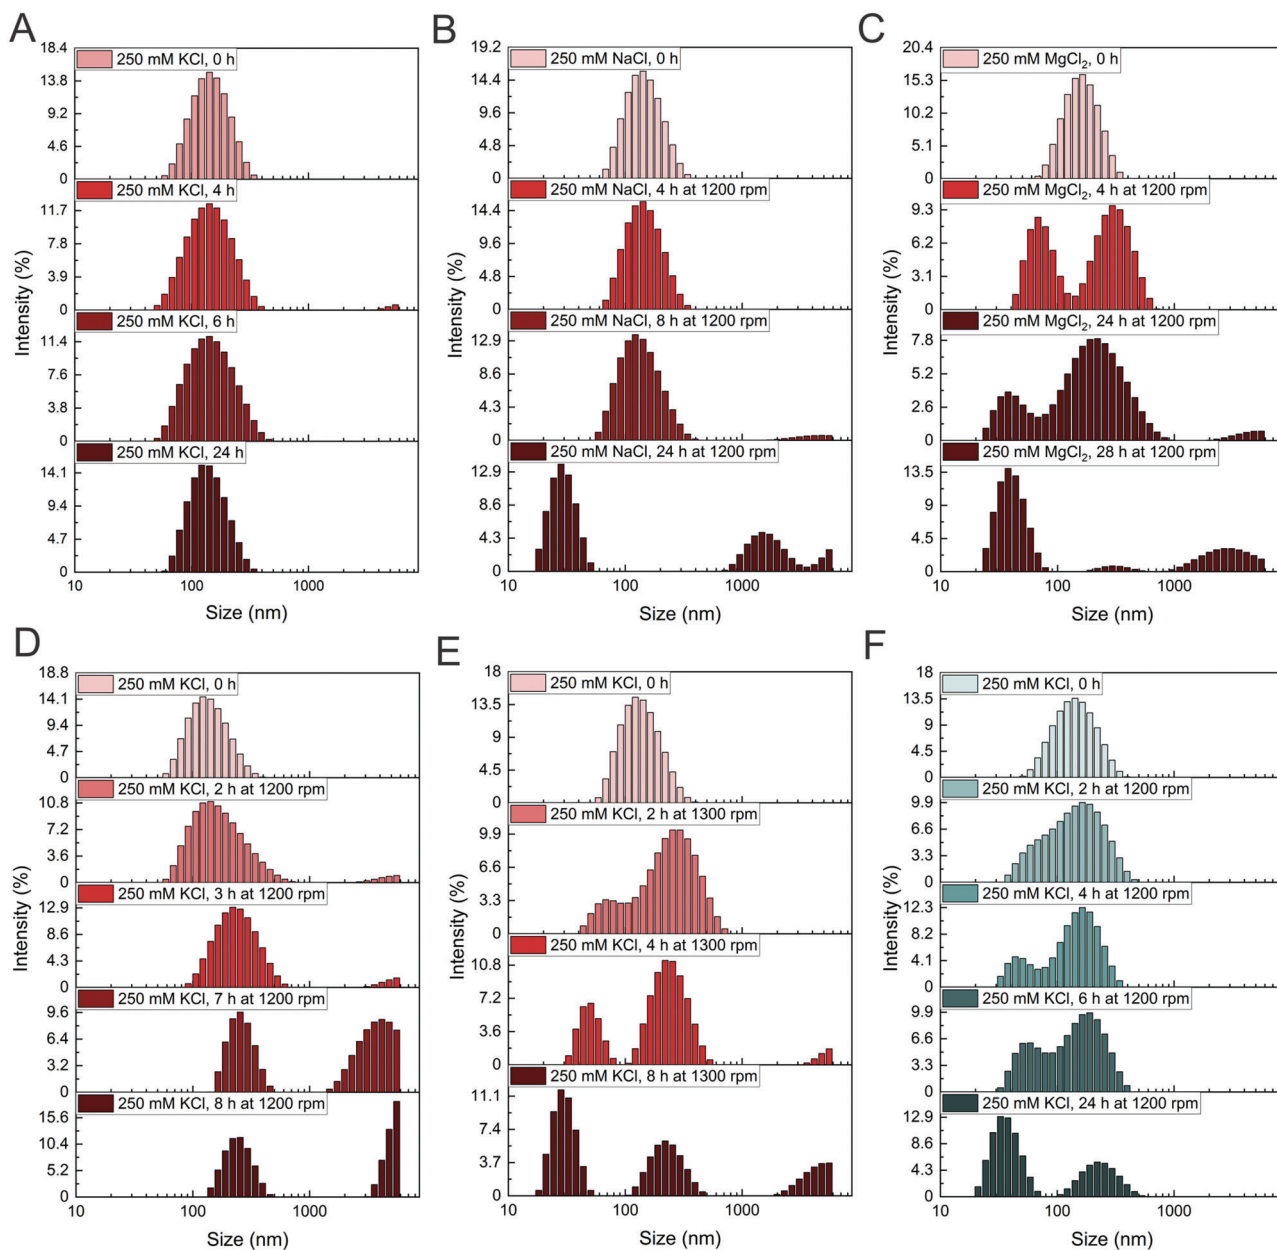 A
18.4
250 mM KCl, 0 h
13.8
9.2
4.6
0
250 mM KCl, 4 h
11.7
7.8
3.9
0
250 mM KCl, 6 h
11.4
7.6
3.8
0
250 mM KCl, 24 h
14.1
9.4
4.7
0
Intensity (%)
10
100
1000
Size (nm)
B
19.2
250 mM NaCl, 0 h
14.4
9.6
4.8
0
250 mM NaCl, 4 h at 1200 rpm
14.4
9.6
4.8
0
250 mM NaCl, 8 h at 1200 rpm
12.9
8.6
4.3
0
250 mM NaCl, 24 h at 1200 rpm
12.9
8.6
4.3
0
Intensity (%)
10
100
1000
Size (nm)
C
20.4
250 mM MgCl₂, 0 h
15.3
10.2
5.1
0
250 mM MgCl₂, 4 h at 1200 rpm
9.3
6.2
3.1
0
250 mM MgCl₂, 24 h at 1200 rpm
7.8
5.2
2.6
0
250 mM MgCl₂, 28 h at 1200 rpm
13.5
9
4.5
0
Intensity (%)
10
100
1000
Size (nm)
D
18.8
250 mM KCl, 0 h
14.1
9.4
4.7
0
250 mM KCl, 2 h at 1200 rpm
10.8
7.2
3.6
0
250 mM KCl, 3 h at 1200 rpm
12.9
8.6
4.3
0
250 mM KCl, 7 h at 1200 rpm
9.6
6.4
3.2
0
250 mM KCl, 8 h at 1200 rpm
15.6
10.4
5.2
0
Intensity (%)
10
100
1000
Size (nm)
E
18
250 mM KCl, 0 h
13.5
9
4.5
0
250 mM KCl, 2 h at 1300 rpm
9.9
6.6
3.3
0
250 mM KCl, 4 h at 1300 rpm
10.8
7.2
3.6
0
250 mM KCl, 8 h at 1300 rpm
11.1
7.4
3.7
0
Intensity (%)
10
100
1000
Size (nm)
F
18
250 mM KCl, 0 h
13.5
9
4.5
0
250 mM KCl, 2 h at 1200 rpm
9.9
6.6
3.3
0
250 mM KCl, 4 h at 1200 rpm
12.3
8.2
4.1
0
250 mM KCl, 6 h at 1200 rpm
9.9
6.6
3.3
0
250 mM KCl, 24 h at 1200 rpm
12.9
8.6
4.3
0
Intensity (%)
10
100
1000
Size (nm)